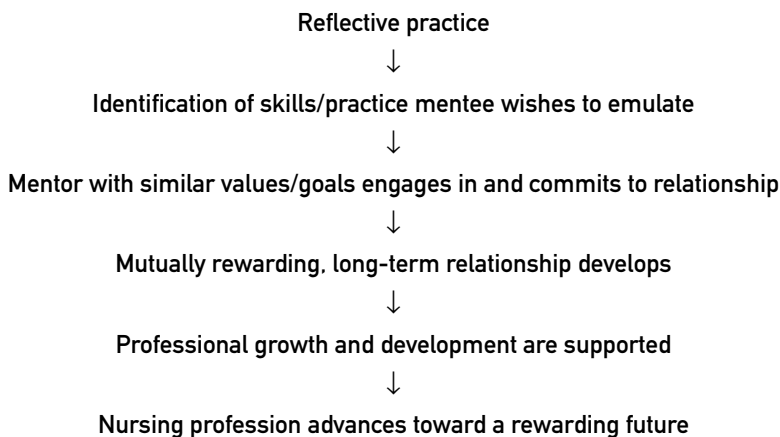 Reflective practice
↓
Identification of skills/practice mentee wishes to emulate
↓
Mentor with similar values/goals engages in and commits to relationship
↓
Mutually rewarding, long-term relationship develops
↓
Professional growth and development are supported
↓
Nursing profession advances toward a rewarding future